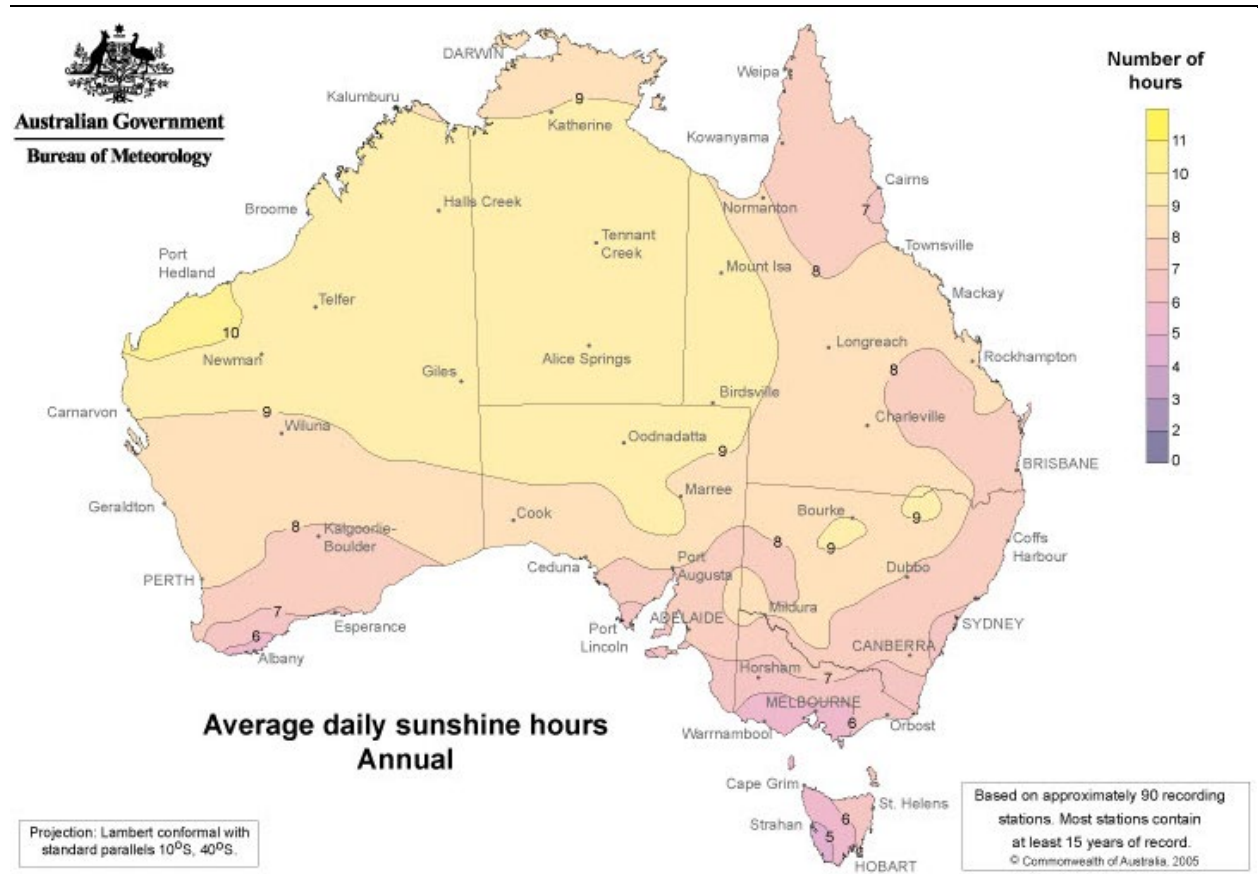 Australian Government
Bureau of Meteorology
DARWIN
Weipa
Number of
hours
Kalumburu
9
Katherine
Kowanyama
11
10
9
8
7
6
5
4
3
2
0
Cairns
Halls Creek
Normanton
7
Broome
Tennant
Creek
Townsville
Port
Hedland
Mount Isa
8
Telfer
Mackay
10
Newman
Alice Springs
Longreach
Rockhampton
Giles
8
Birdsville
Carnarvon
9
Wiluna
Charleville
Oodnadatta
9
BRISBANE
Marree
Geraldton
Cook
Bourke
9
8
Kalgoorlie-
Boulder
8
9
Coffs
Harbour
Port
Augusta
Ceduna
Dubbo
PERTH
7
Mildura
ADELAIDE
Esperance
Port
Lincoln
SYDNEY
6
CANBERRA
Albany
Horsham
7
MELBOURNE
6
Orbost
Warrnambool
Average daily sunshine hours
Annual
Cape Grim
St. Helens
6
Strahan
5
HOBART
Projection: Lambert conformal with
standard parallels 10ºS, 40ºS.
Based on approximately 90 recording
stations. Most stations contain
at least 15 years of record.
© Commonwealth of Australia, 2005